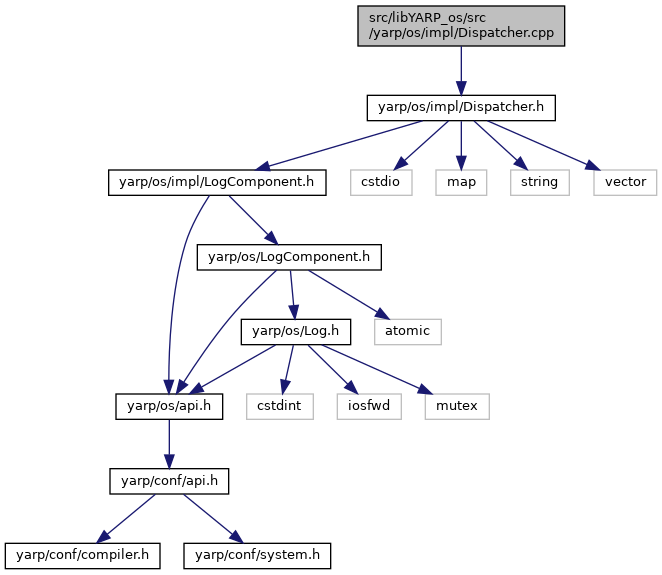 src/libYARP_os/src
/yarp/os/impl/Dispatcher.cpp
yarp/os/impl/Dispatcher.h
yarp/os/impl/LogComponent.h
cstdio
map
string
vector
yarp/os/LogComponent.h
yarp/os/Log.h
atomic
yarp/os/api.h
cstdint
iosfwd
mutex
yarp/conf/api.h
yarp/conf/compiler.h
yarp/conf/system.h